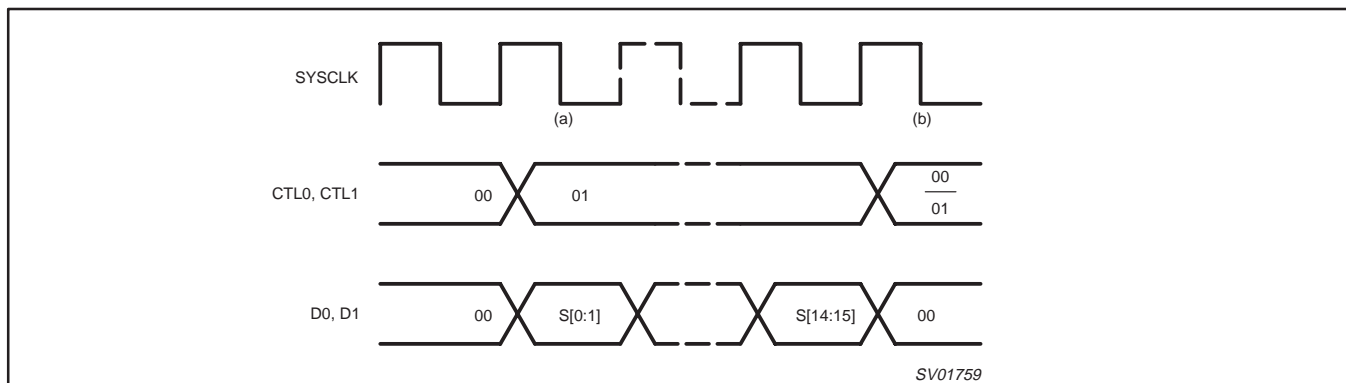 SYSCLK
(a) (b)
CTL0, CTL1 00 01 00
01
D0, D1 00 S[0:1] S[14:15] 00
SV01759